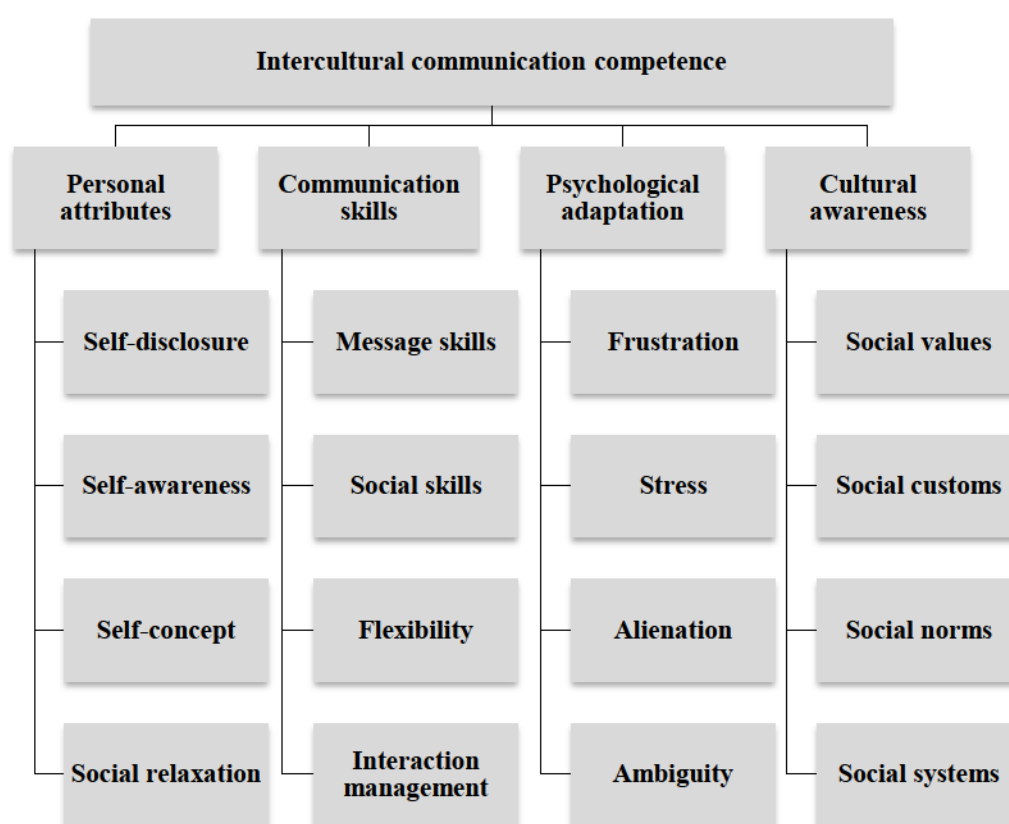 Intercultural communication competence
Personal
attributes
Communication
skills
Psychological
adaptation
Cultural
awareness
Self-disclosure
Message skills
Frustration
Social values
Self-awareness
Social skills
Stress
Social customs
Self-concept
Flexibility
Alienation
Social norms
Social relaxation
Interaction
management
Ambiguity
Social systems